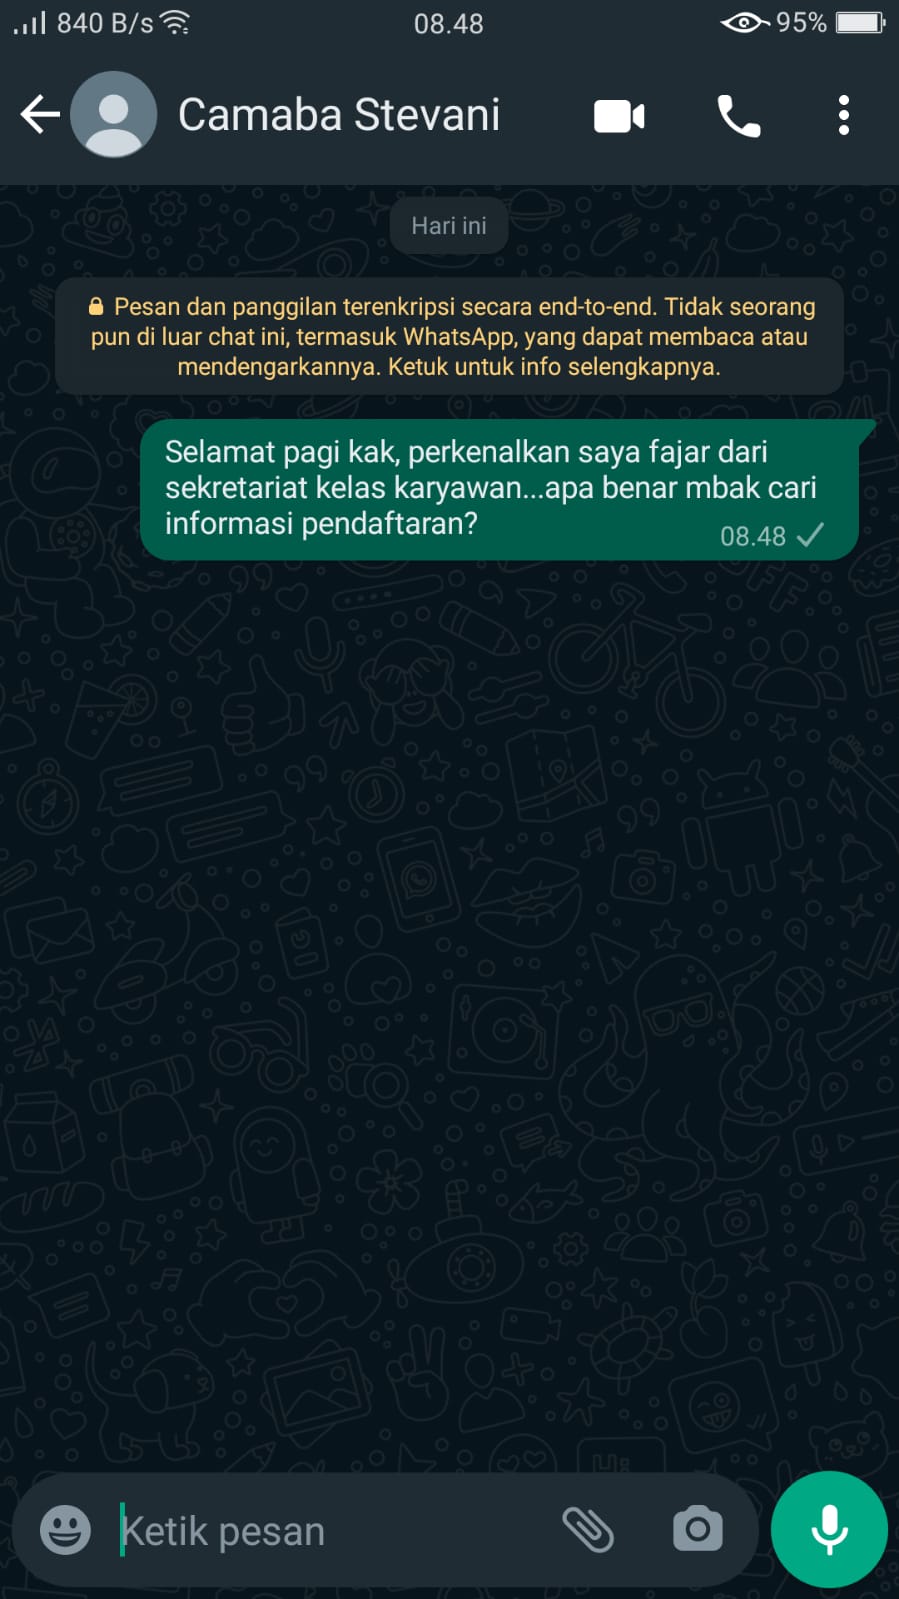 840 B/s 08.48 95%
Camaba Stevani
Hari ini
Pesan dan panggilan terenkripsi secara end-to-end. Tidak seorang
pun di luar chat ini, termasuk WhatsApp, yang dapat membaca atau
mendengarkannya. Ketuk untuk info selengkapnya.
Selamat pagi kak, perkenalkan saya fajar dari
sekretariat kelas karyawan...apa benar mbak cari
informasi pendaftaran?
08.48
Ketik pesan